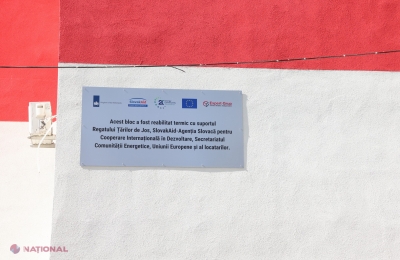 Acest bloc a fost reabilitat termic cu suportul
Regatului Țărilor de Jos, SlovakAid-Agenția Slovacă pentru
Cooperare Internațională în Dezvoltare, Secretariatul
Comunității Energetice, Uniunii Europene și al locatarilor.
NAȚIONAL